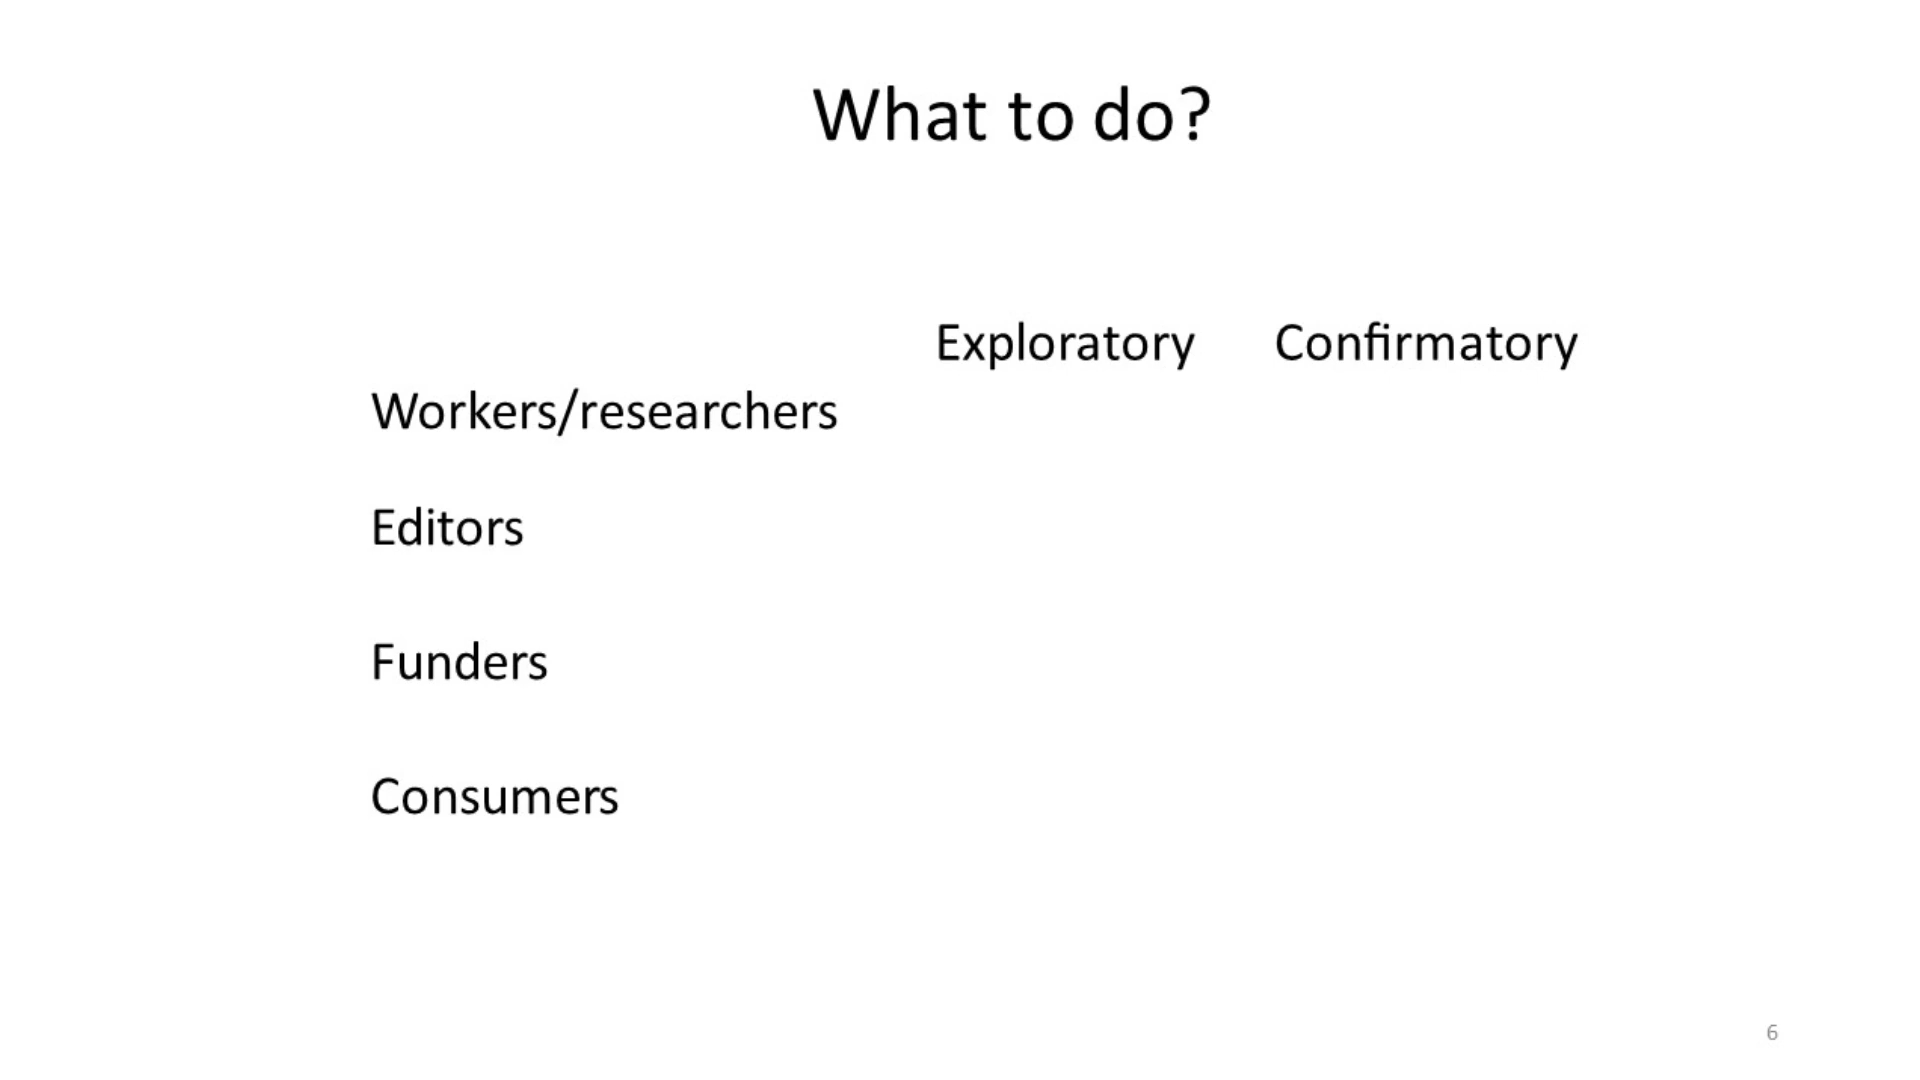 What to do?
Exploratory Confirmatory
Workers/researchers
Editors
Funders
Consumers
6